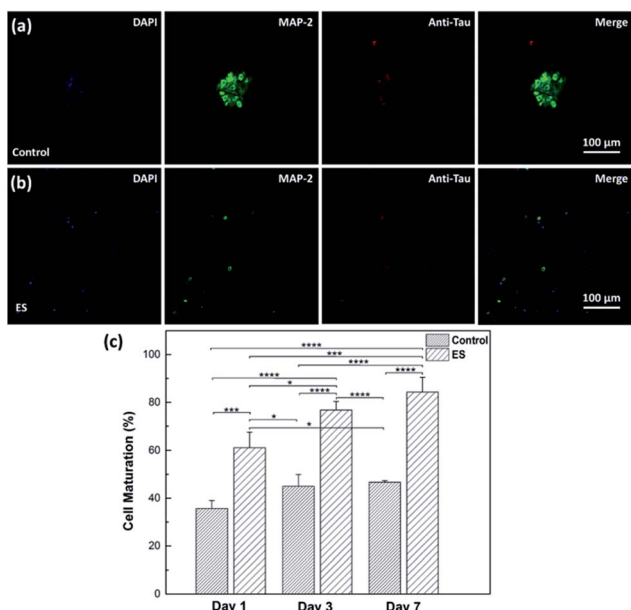 (a) DAPI MAP-2 Anti-Tau Merge
Control 100 µm
(b) DAPI MAP-2 Anti-Tau Merge
ES 100 µm
(c)
Control
ES
****
***
****
**** ****
*
**** ****
*** *
*
Cell Maturation (%)
100
80
60
40
20
0
Day 1 Day 3 Day 7